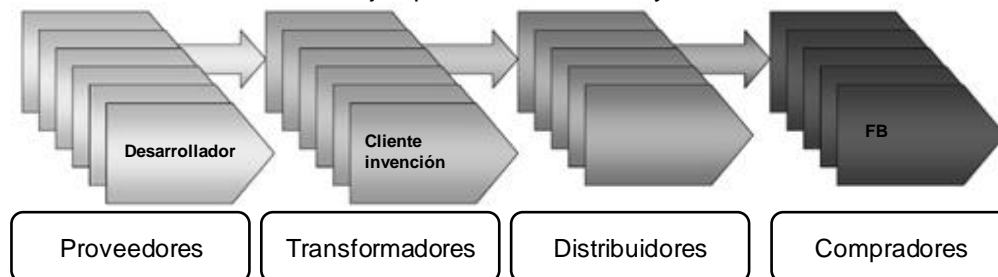 Desarrollador
Cliente
invención
FB
Proveedores
Transformadores
Distribuidores
Compradores